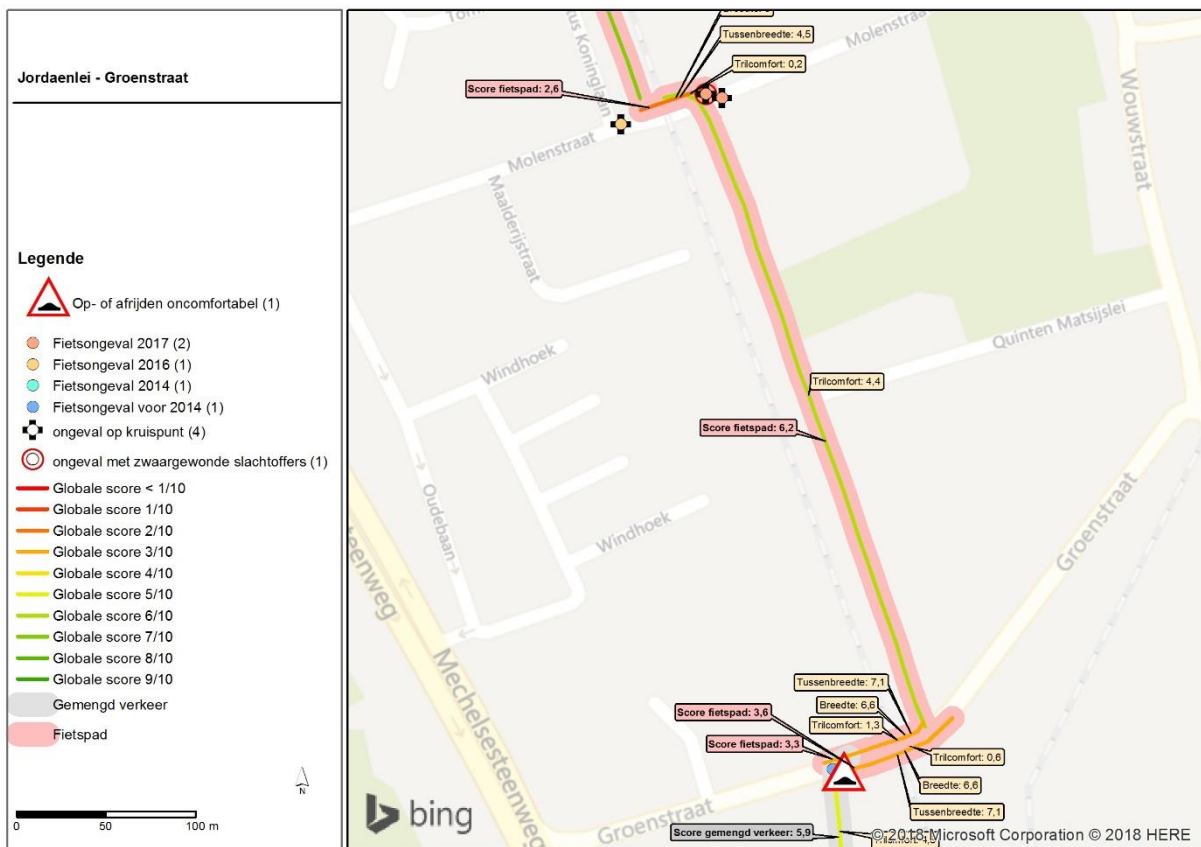 Jordaenlei - Groenstraat
Legende
Op- of afrijden oncomfortabel (1)
Fietsongeval 2017 (2)
Fietsongeval 2016 (1)
Fietsongeval 2014 (1)
Fietsongeval voor 2014 (1)
ongeval op kruispunt (4)
ongeval met zwaargewonde slachtoffers (1)
Globale score < 1/10
Globale score 1/10
Globale score 2/10
Globale score 3/10
Globale score 4/10
Globale score 5/10
Globale score 6/10
Globale score 7/10
Globale score 8/10
Globale score 9/10
Gemengd verkeer
Fietspad
N
0 50 100 m
Tussenbreedte: 4,5
Molenstraat
Trilcomfort: 0,2
Score fietspad: 2,6
Koninglaan
Molenstraat
Wouwstraat
Maalderijstraat
Quinten Matsijslei
Windhoek
Trilcomfort: 4,4
Score fietspad: 6,2
Oudebaan
Windhoek
Groenstraat
steenweg
Mechelsesteenweg
Tussenbreedte: 7,1
Breedte: 6,6
Score fietspad: 3,6
Trilcomfort: 1,3
Score fietspad: 3,3
Trilcomfort: 0,6
Breedte: 6,6
Tussenbreedte: 7,1
Groenstraat
bing
Score gemengd verkeer: 5,9
© 2018 Microsoft Corporation © 2018 HERE